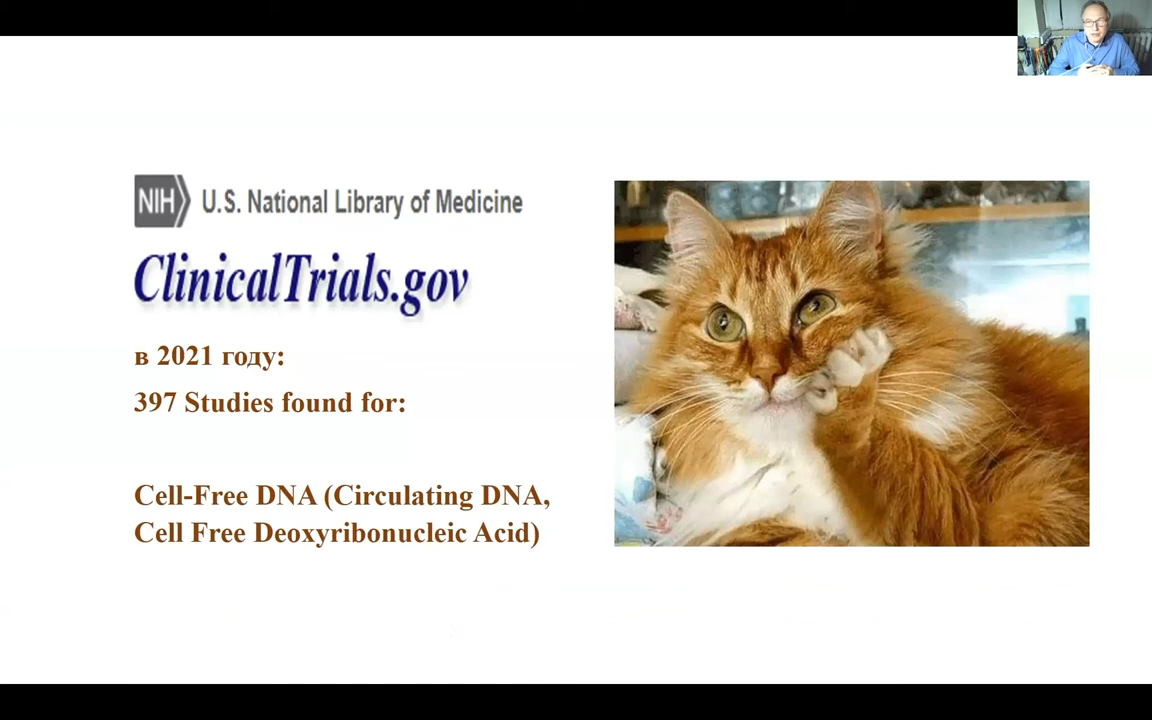 NIH U.S. National Library of Medicine
ClinicalTrials.gov
в 2021 году:
397 Studies found for:
Cell-Free DNA (Circulating DNA,
Cell Free Deoxyribonucleic Acid)